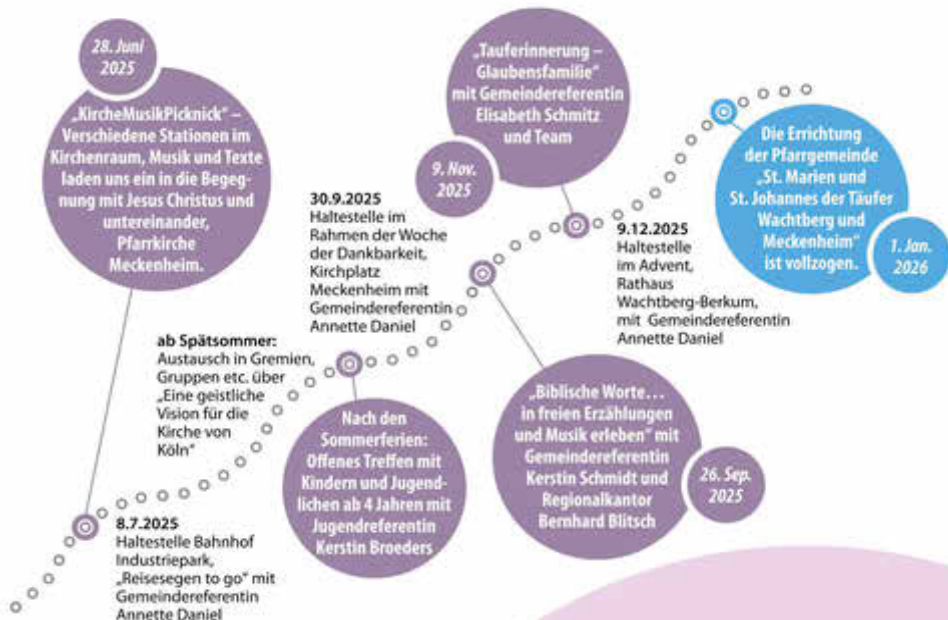 28. Juni
2025
„KircheMusikPicknick“ –
Verschiedene Stationen im
Kirchenraum, Musik und Texte
laden uns ein in die Begeg-
nung mit Jesus Christus und
untereinander,
Pfarrkirche
Meckenheim.
8.7.2025
Haltestelle Bahnhof
Industriepark,
„Reisesegen to go“ mit
Gemeindereferentin
Annette Daniel
ab Spätsommer:
Austausch in Gremien,
Gruppen etc. über
„Eine geistliche
Vision für die
Kirche von
Köln“
Nach den
Sommerferien:
Offenes Treffen mit
Kindern und Jugend-
lichen ab 4 Jahren mit
Jugendreferentin
Kerstin Broeders
30.9.2025
Haltestelle im
Rahmen der Woche
der Dankbarkeit,
Kirchplatz
Meckenheim mit
Gemeindereferentin
Annette Daniel
„Biblische Worte…
in freien Erzählungen
und Musik erleben“ mit
Gemeindereferentin
Kerstin Schmidt und
Regionalkantor
Bernhard Blitsch
26. Sep.
2025
„Tauferinnerung –
Glaubensfamilie“
mit Gemeindereferentin
Elisabeth Schmitz
und Team
9. Nov.
2025
9.12.2025
Haltestelle
im Advent,
Rathaus
Wachtberg-Berkum,
mit Gemeindereferentin
Annette Daniel
Die Errichtung
der Pfarrgemeinde
„St. Marien und
St. Johannes der Täufer
Wachtberg und
Meckenheim“
ist vollzogen.
1. Jan.
2026